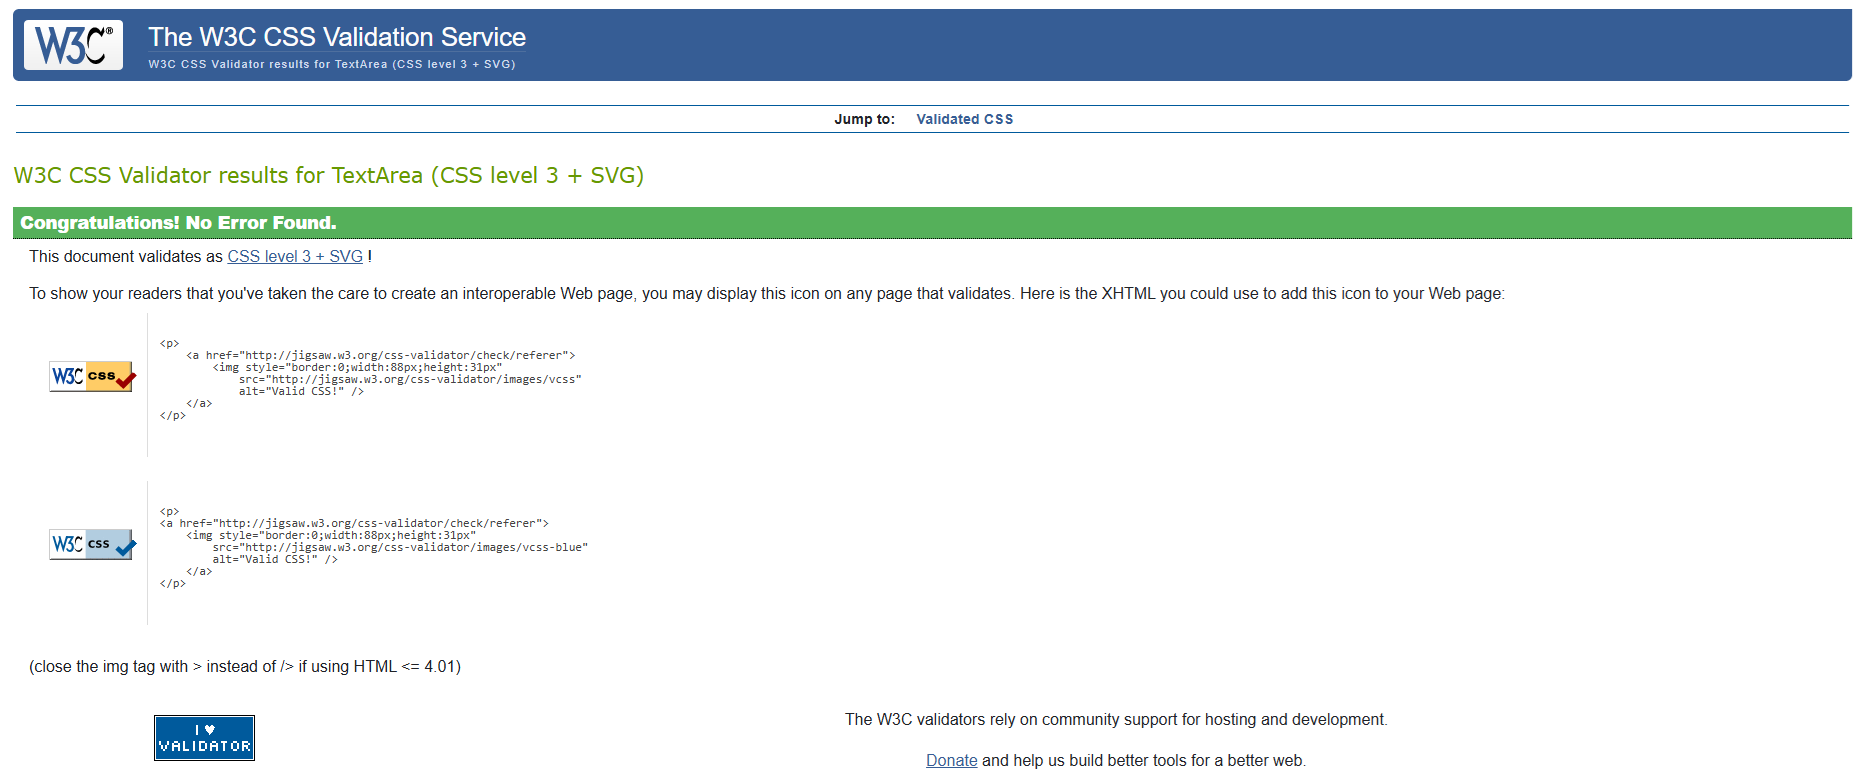 W3C®
The W3C CSS Validation Service
W3C CSS Validator results for TextArea (CSS level 3 + SVG)
Jump to: Validated CSS
W3C CSS Validator results for TextArea (CSS level 3 + SVG)
Congratulations! No Error Found.
This document validates as CSS level 3 + SVG !
To show your readers that you've taken the care to create an interoperable Web page, you may display this icon on any page that validates. Here is the XHTML you could use to add this icon to your Web page:
W3C css
<p>
<a href="http://jigsaw.w3.org/css-validator/check/referer">
<img style="border:0;width:88px;height:31px"
src="http://jigsaw.w3.org/css-validator/images/vcss"
alt="Valid CSS!" />
</a>
</p>
W3C css
<p>
<a href="http://jigsaw.w3.org/css-validator/check/referer">
<img style="border:0;width:88px;height:31px"
src="http://jigsaw.w3.org/css-validator/images/vcss-blue"
alt="Valid CSS!" />
</a>
</p>
(close the img tag with > instead of /> if using HTML <= 4.01)
I ♥
VALIDATOR
The W3C validators rely on community support for hosting and development.
Donate and help us build better tools for a better web.